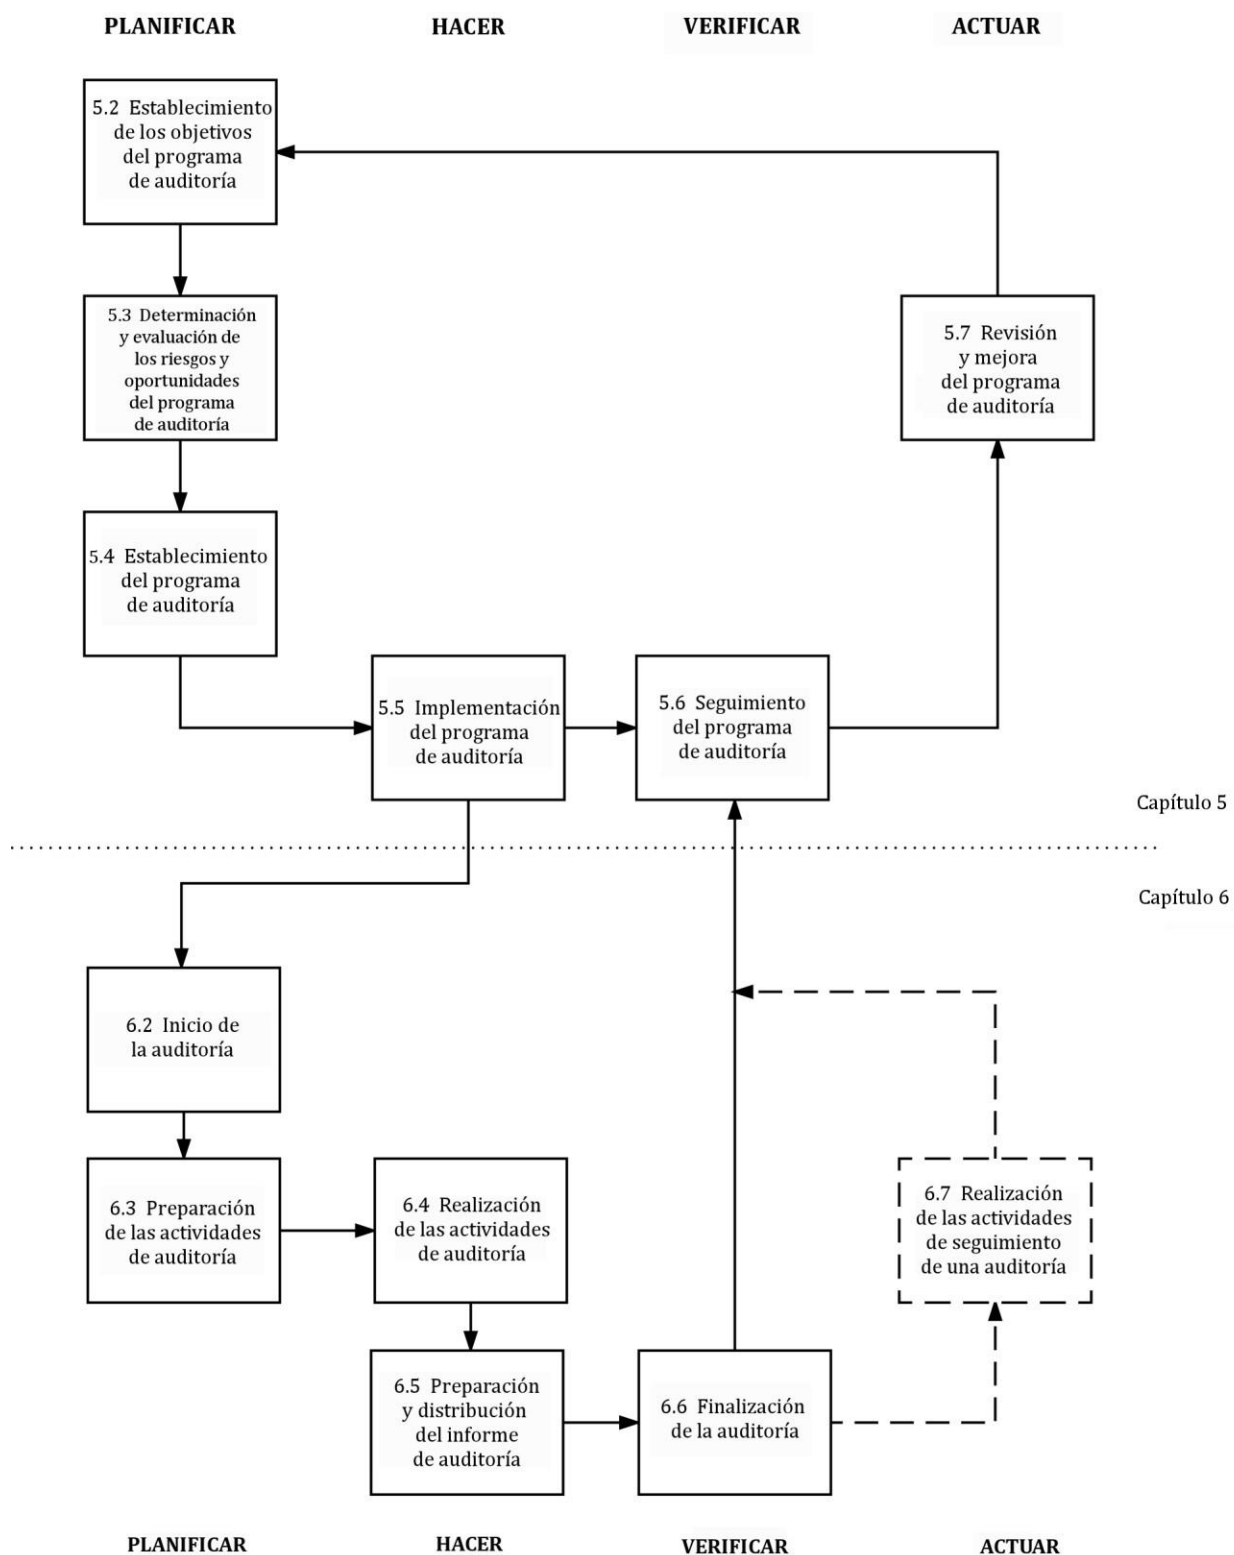 PLANIFICAR
HACER
VERIFICAR
ACTUAR
5.2 Establecimiento
de los objetivos
del programa
de auditoría
5.3 Determinación
y evaluación de
los riesgos y
oportunidades
del programa
de auditoría
5.7 Revisión
y mejora
del programa
de auditoría
5.4 Establecimiento
del programa
de auditoría
5.5 Implementación
del programa
de auditoría
5.6 Seguimiento
del programa
de auditoría
Capítulo 5
Capítulo 6
6.2 Inicio de
la auditoría
6.3 Preparación
de las actividades
de auditoría
6.4 Realización
de las actividades
de auditoría
6.7 Realización
de las actividades
de seguimiento
de una auditoría
6.5 Preparación
y distribución
del informe
de auditoría
6.6 Finalización
de la auditoría
PLANIFICAR
HACER
VERIFICAR
ACTUAR